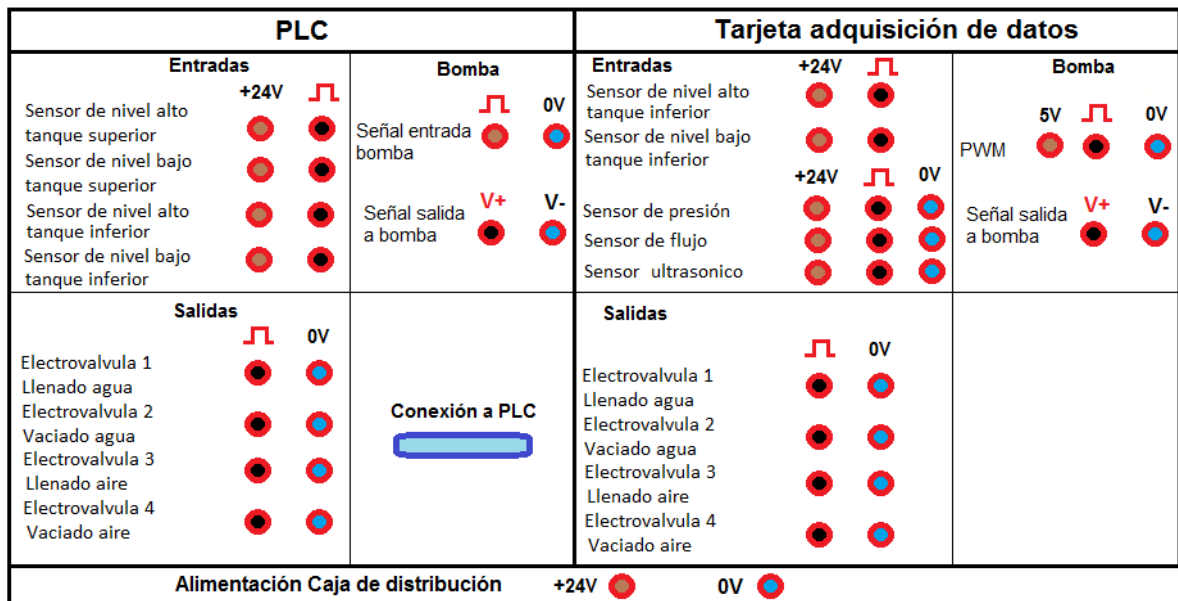 PLC
Entradas
+24V
Sensor de nivel alto
tanque superior
Sensor de nivel bajo
tanque superior
Sensor de nivel alto
tanque inferior
Sensor de nivel bajo
tanque inferior
Bomba
0V
Señal entrada
bomba
V+ V-
Señal salida
a bomba
Salidas
0V
Electrovalvula 1
Llenado agua
Electrovalvula 2
Vaciado agua
Electrovalvula 3
Llenado aire
Electrovalvula 4
Vaciado aire
Conexión a PLC
Tarjeta adquisición de datos
Entradas
+24V
Sensor de nivel alto
tanque inferior
Sensor de nivel bajo
tanque inferior
+24V 0V
Sensor de presión
Sensor de flujo
Sensor ultrasonico
Bomba
5V 0V
PWM
V+ V-
Señal salida
a bomba
Salidas
0V
Electrovalvula 1
Llenado agua
Electrovalvula 2
Vaciado agua
Electrovalvula 3
Llenado aire
Electrovalvula 4
Vaciado aire
Alimentación Caja de distribución +24V 0V